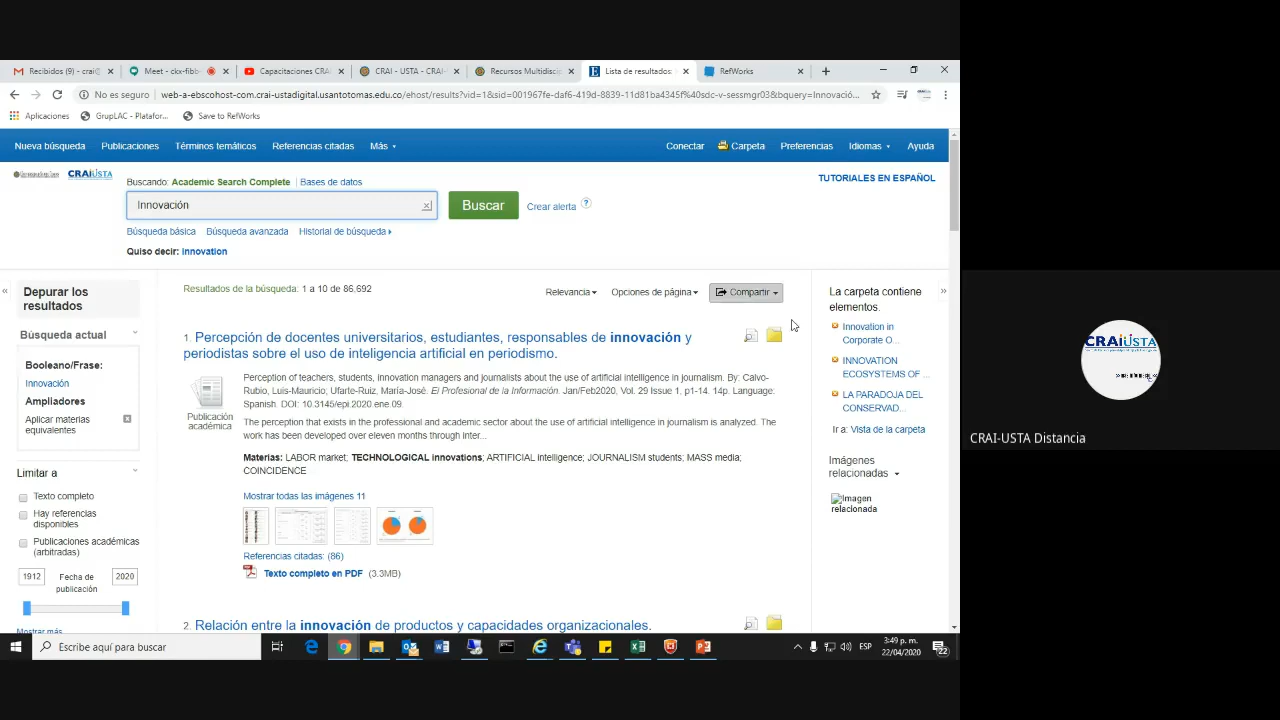 Recibidos (9) - crai@
Meet - ckx-fibb
Capacitaciones CRA
CRAI - USTA - CRAI-
Recursos Multidiscip
Lista de resultados:
RefWorks
No es seguro
web-a-ebscohost-com.crai-ustadigital.usantotomas.edu.co/ehost/results?vid=1&sid=001967fe-daf6-419d-8839-11d81ba4345f%40sdc-v-sessmgr03&bquery=Innovació...
Aplicaciones
GrupLAC - Platafor...
Save to RefWorks
Nueva búsqueda
Publicaciones
Términos temáticos
Referencias citadas
Más
Conectar
Carpeta
Preferencias
Idiomas
Ayuda
CRAIUSTA
Buscando: Academic Search Complete
Bases de datos
TUTORIALES EN ESPAÑOL
Innovación
Buscar
Crear alerta
?
Búsqueda básica
Búsqueda avanzada
Historial de búsqueda
Quiso decir: innovation
«
Depurar los
resultados
Búsqueda actual
Booleano/Frase:
Innovación
Ampliadores
Aplicar materias
equivalentes
Limitar a
Texto completo
Hay referencias
disponibles
Publicaciones académicas
(arbitradas)
1912
Fecha de
publicación
2020
Mostrar más
Resultados de la búsqueda: 1 a 10 de 86,692
Relevancia
Opciones de página
Compartir
1. Percepción de docentes universitarios, estudiantes, responsables de innovación y
periodistas sobre el uso de inteligencia artificial en periodismo.
Publicación
académica
Perception of teachers, students, innovation managers and journalists about the use of artificial intelligence in journalism. By: Calvo-
Rubio, Luis-Mauricio; Ufarte-Ruiz, María-José. El Profesional de la Información. Jan/Feb2020, Vol. 29 Issue 1, p1-14. 14p. Language:
Spanish. DOI: 10.3145/epi.2020.ene.09.
The perception that exists in the professional and academic sector about the use of artificial intelligence in journalism is analyzed. The
work has been developed over eleven months through inter...
Materias: LABOR market; TECHNOLOGICAL innovations; ARTIFICIAL intelligence; JOURNALISM students; MASS media;
COINCIDENCE
Mostrar todas las imágenes 11
Referencias citadas: (86)
Texto completo en PDF (3.3MB)
2. Relación entre la innovación de productos y capacidades organizacionales.
La carpeta contiene
elementos.
»
Innovation in
Corporate O...
INNOVATION
ECOSYSTEMS OF ...
LA PARADOJA DEL
CONSERVAD...
Ir a: Vista de la carpeta
Imágenes
relacionadas
Imagen
relacionada
Escribe aquí para buscar
ESP
3:49 p. m.
22/04/2020
22
CRAIUSTA
CRAI-USTA Distancia